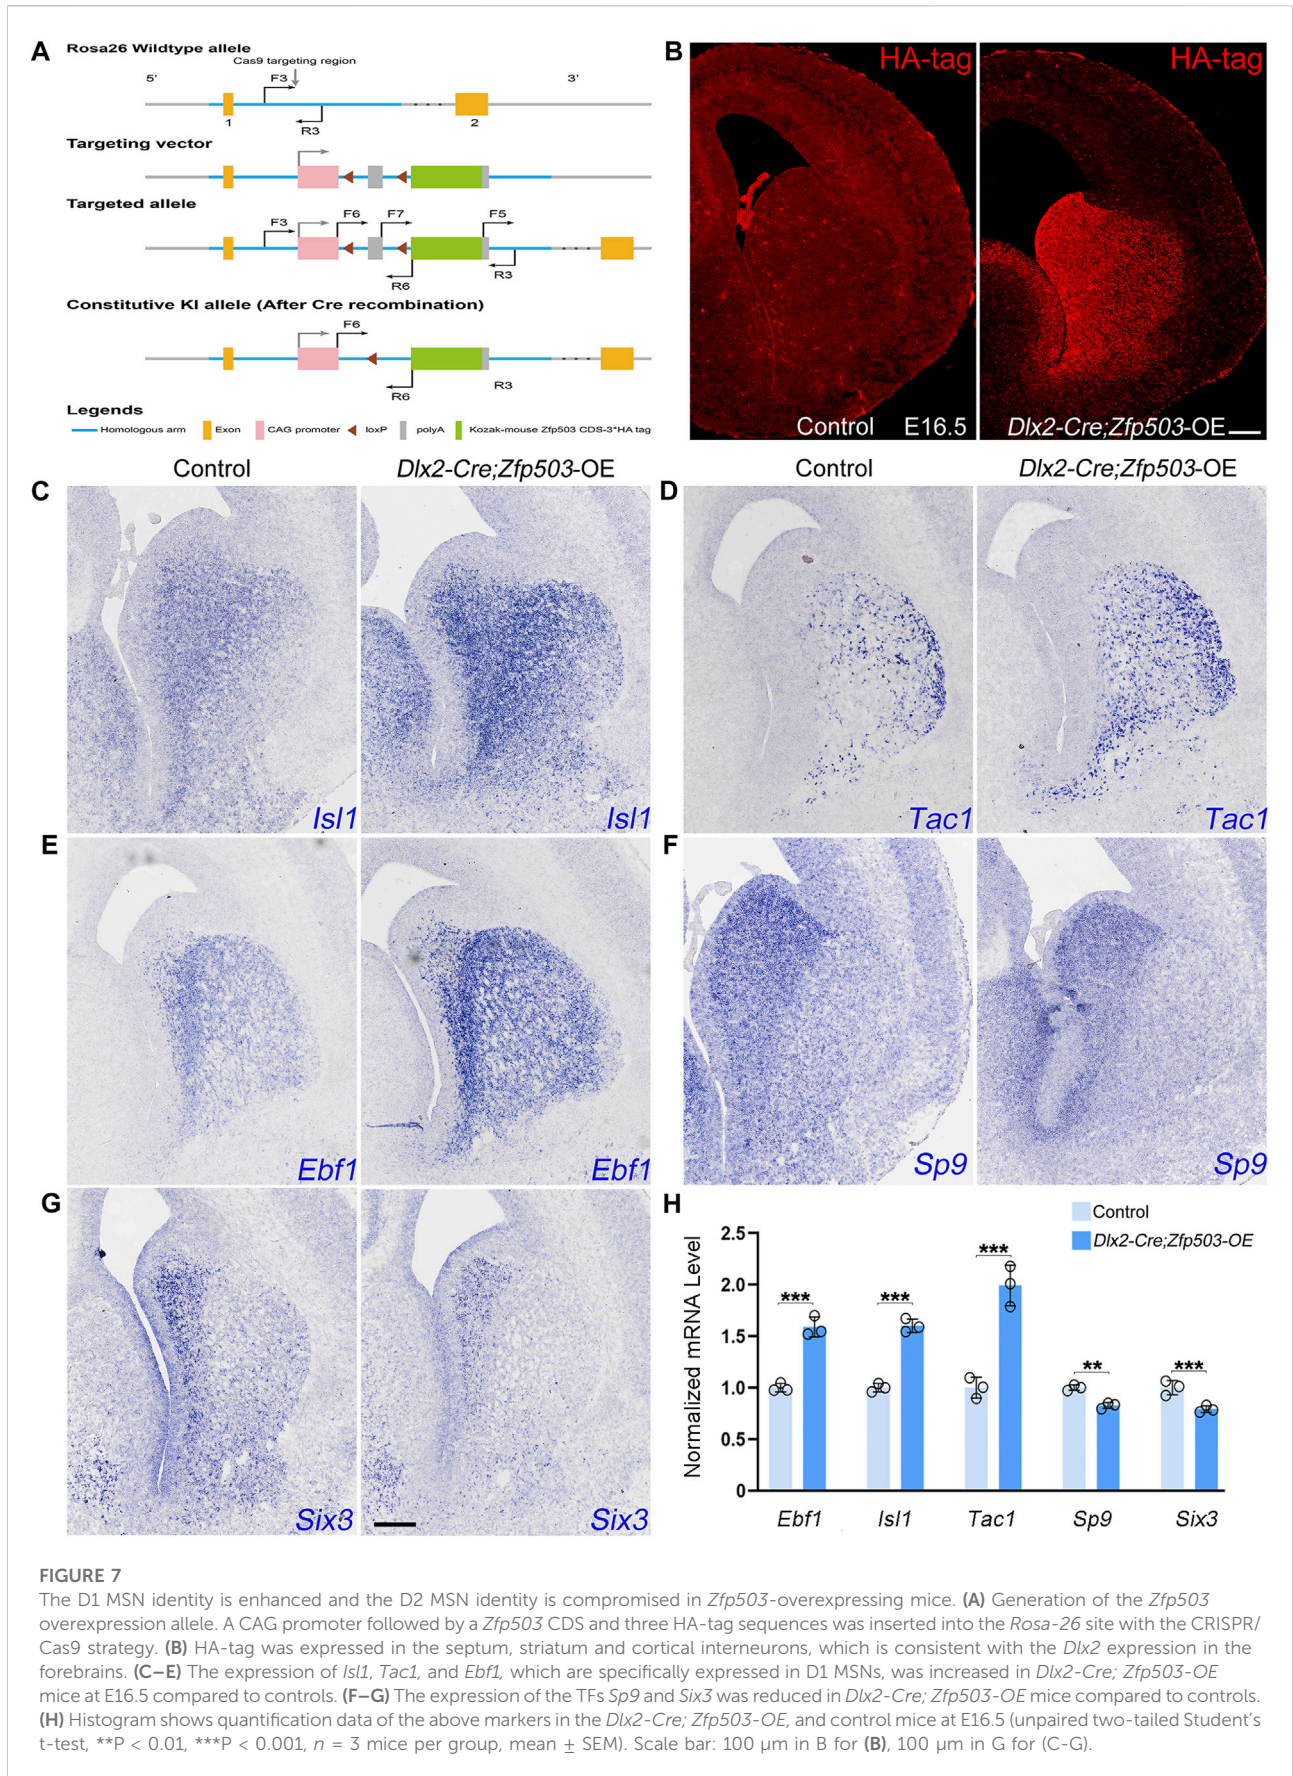 A
Rosa26 Wildtype allele
Cas9 targeting region
5'
F3
3'
1
R3
2
Targeting vector
Targeted allele
F3
F6
F7
F5
R6
R3
Constitutive KI allele (After Cre recombination)
F6
R6
R3
Legends
Homologous arm
Exon
CAG promoter
loxP
polyA
Kozak-mouse Zfp503 CDS-3*HA tag
B
HA-tag
HA-tag
Control
E16.5
Dlx2-Cre;Zfp503-OE
Control
Dlx2-Cre;Zfp503-OE
Control
Dlx2-Cre;Zfp503-OE
C
Isl1
Isl1
D
Tac1
Tac1
E
Ebf1
Ebf1
F
Sp9
Sp9
G
Six3
Six3
H
Control
Dlx2-Cre;Zfp503-OE
Normalized mRNA Level
2.5
2.0
1.5
1.0
0.5
0
***
***
***
**
***
Ebf1
Isl1
Tac1
Sp9
Six3
FIGURE 7
The D1 MSN identity is enhanced and the D2 MSN identity is compromised in Zfp503-overexpressing mice. (A) Generation of the Zfp503
overexpression allele. A CAG promoter followed by a Zfp503 CDS and three HA-tag sequences was inserted into the Rosa-26 site with the CRISPR/
Cas9 strategy. (B) HA-tag was expressed in the septum, striatum and cortical interneurons, which is consistent with the Dlx2 expression in the
forebrains. (C–E) The expression of Isl1, Tac1, and Ebf1, which are specifically expressed in D1 MSNs, was increased in Dlx2-Cre; Zfp503-OE
mice at E16.5 compared to controls. (F–G) The expression of the TFs Sp9 and Six3 was reduced in Dlx2-Cre; Zfp503-OE mice compared to controls.
(H) Histogram shows quantification data of the above markers in the Dlx2-Cre; Zfp503-OE, and control mice at E16.5 (unpaired two-tailed Student's
t-test, **P < 0.01, ***P < 0.001, n = 3 mice per group, mean ± SEM). Scale bar: 100 µm in B for (B), 100 µm in G for (C-G).